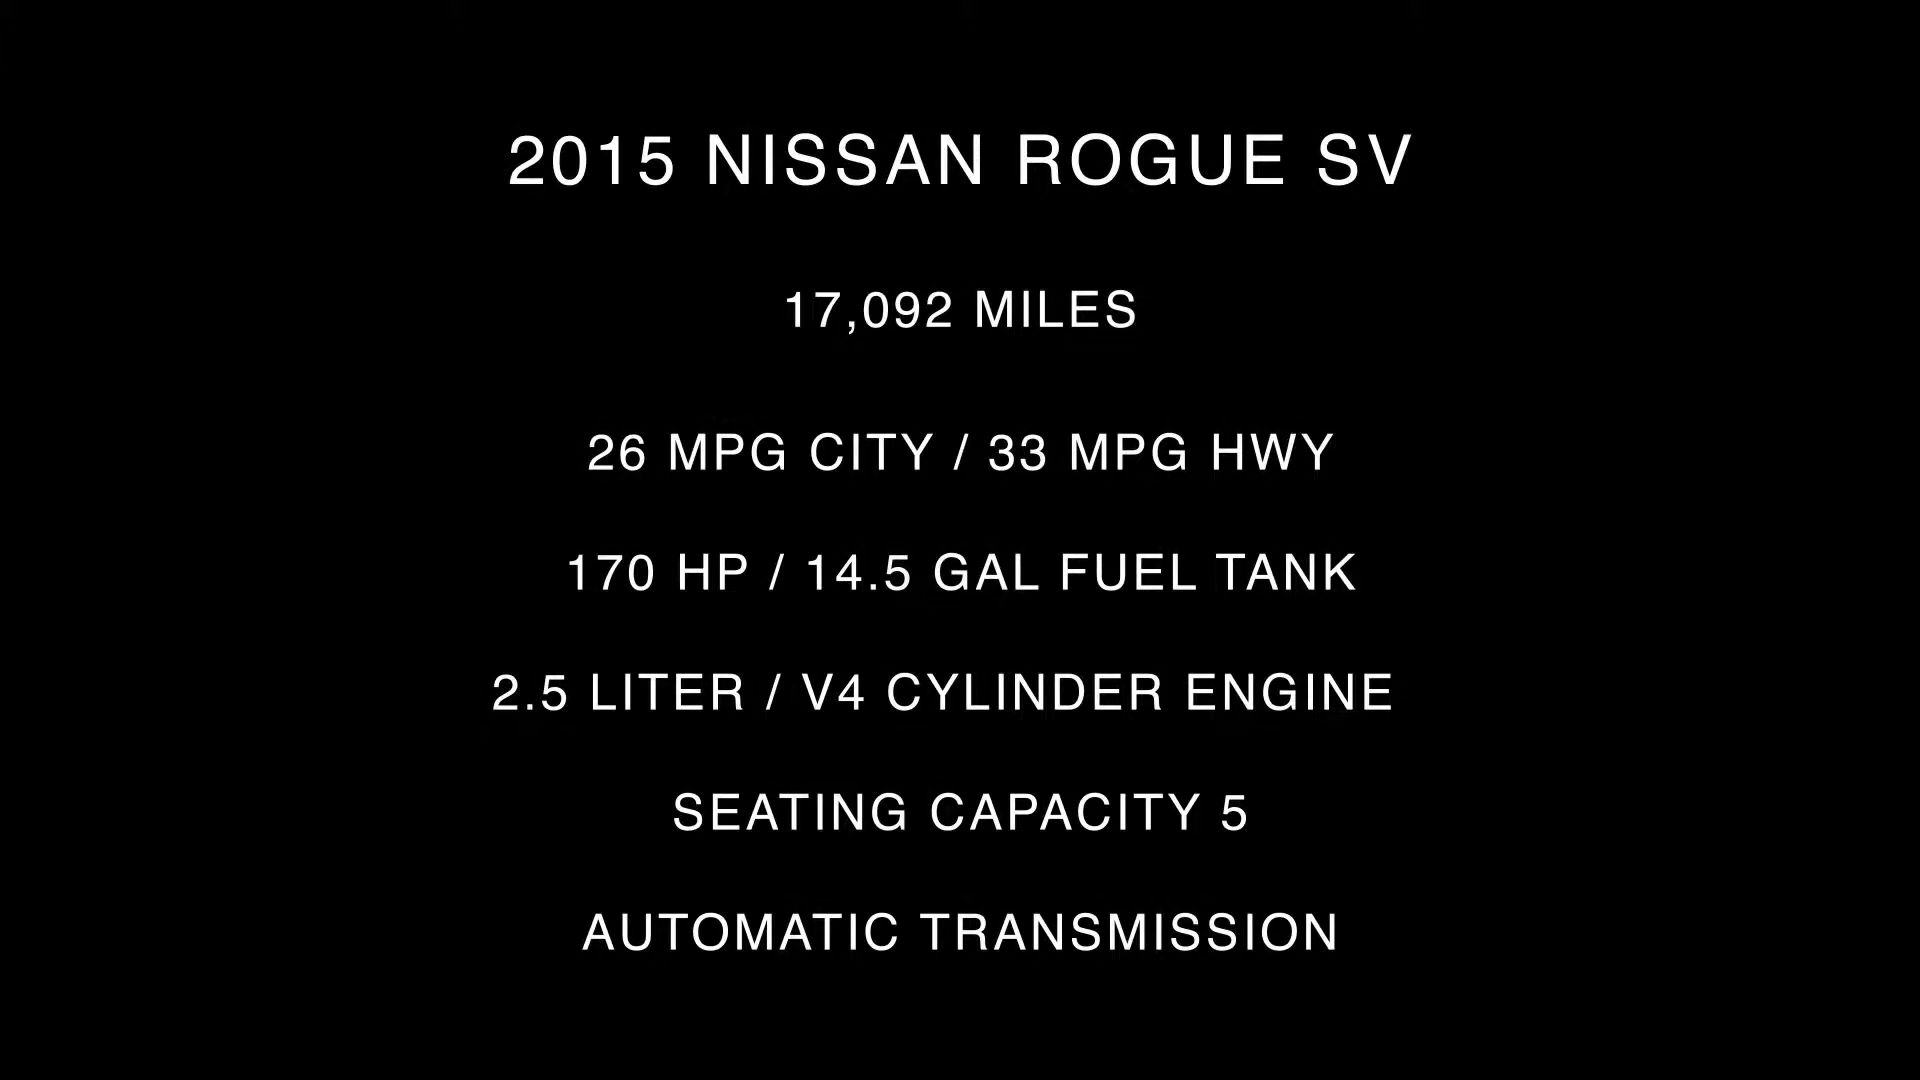 2015 NISSAN ROGUE SV
17,092 MILES
26 MPG CITY / 33 MPG HWY
170 HP / 14.5 GAL FUEL TANK
2.5 LITER / V4 CYLINDER ENGINE
SEATING CAPACITY 5
AUTOMATIC TRANSMISSION